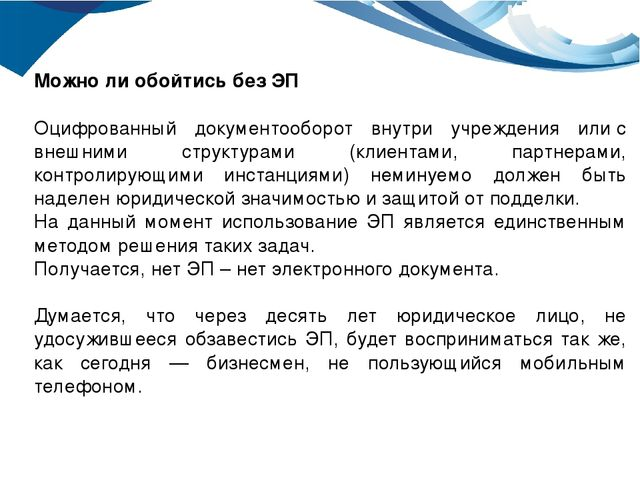 Можно ли обойтись без ЭП
Оцифрованный документооборот внутри учреждения или с
внешними структурами (клиентами, партнерами,
контролирующими инстанциями) неминуемо должен быть
наделен юридической значимостью и защитой от подделки.
На данный момент использование ЭП является единственным
методом решения таких задач.
Получается, нет ЭП – нет электронного документа.
Думается, что через десять лет юридическое лицо, не
удосужившееся обзавестись ЭП, будет восприниматься так же,
как сегодня — бизнесмен, не пользующийся мобильным
телефоном.